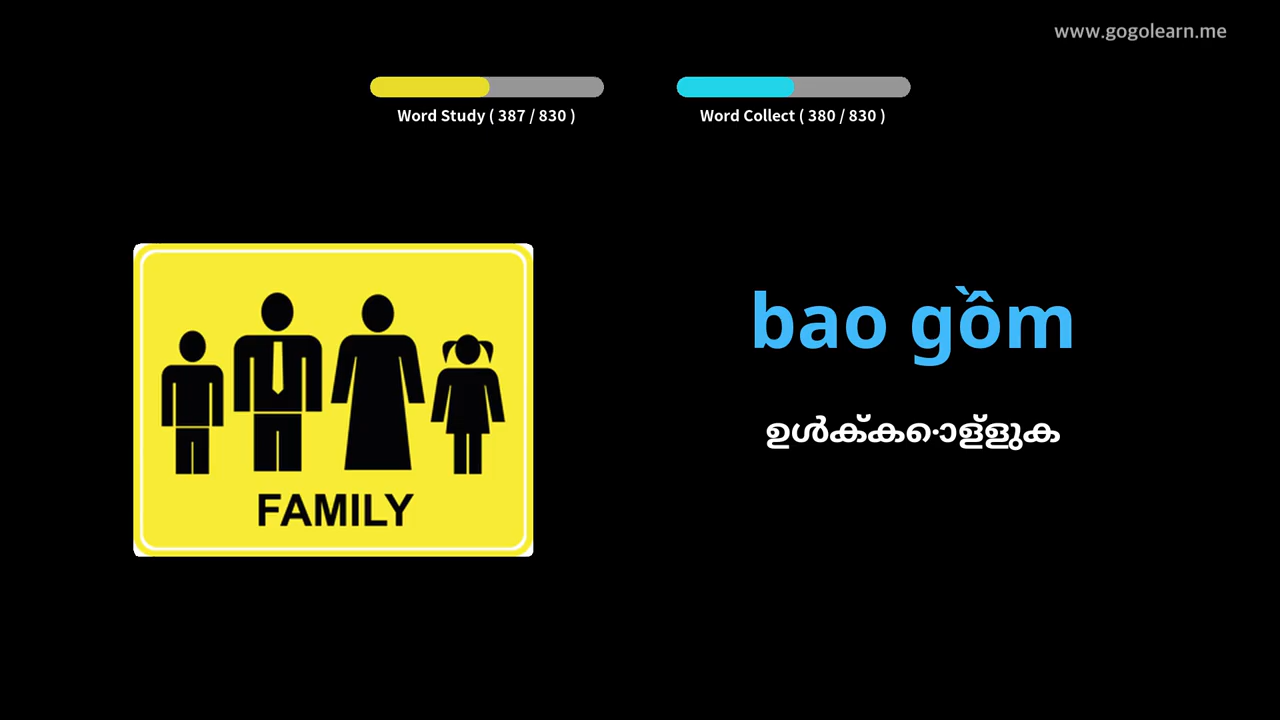 www.gogolearn.me
Word Study ( 387 / 830 )
Word Collect ( 380 / 830 )
FAMILY
bao gồm
ഉൾക്കൊള്ളുക